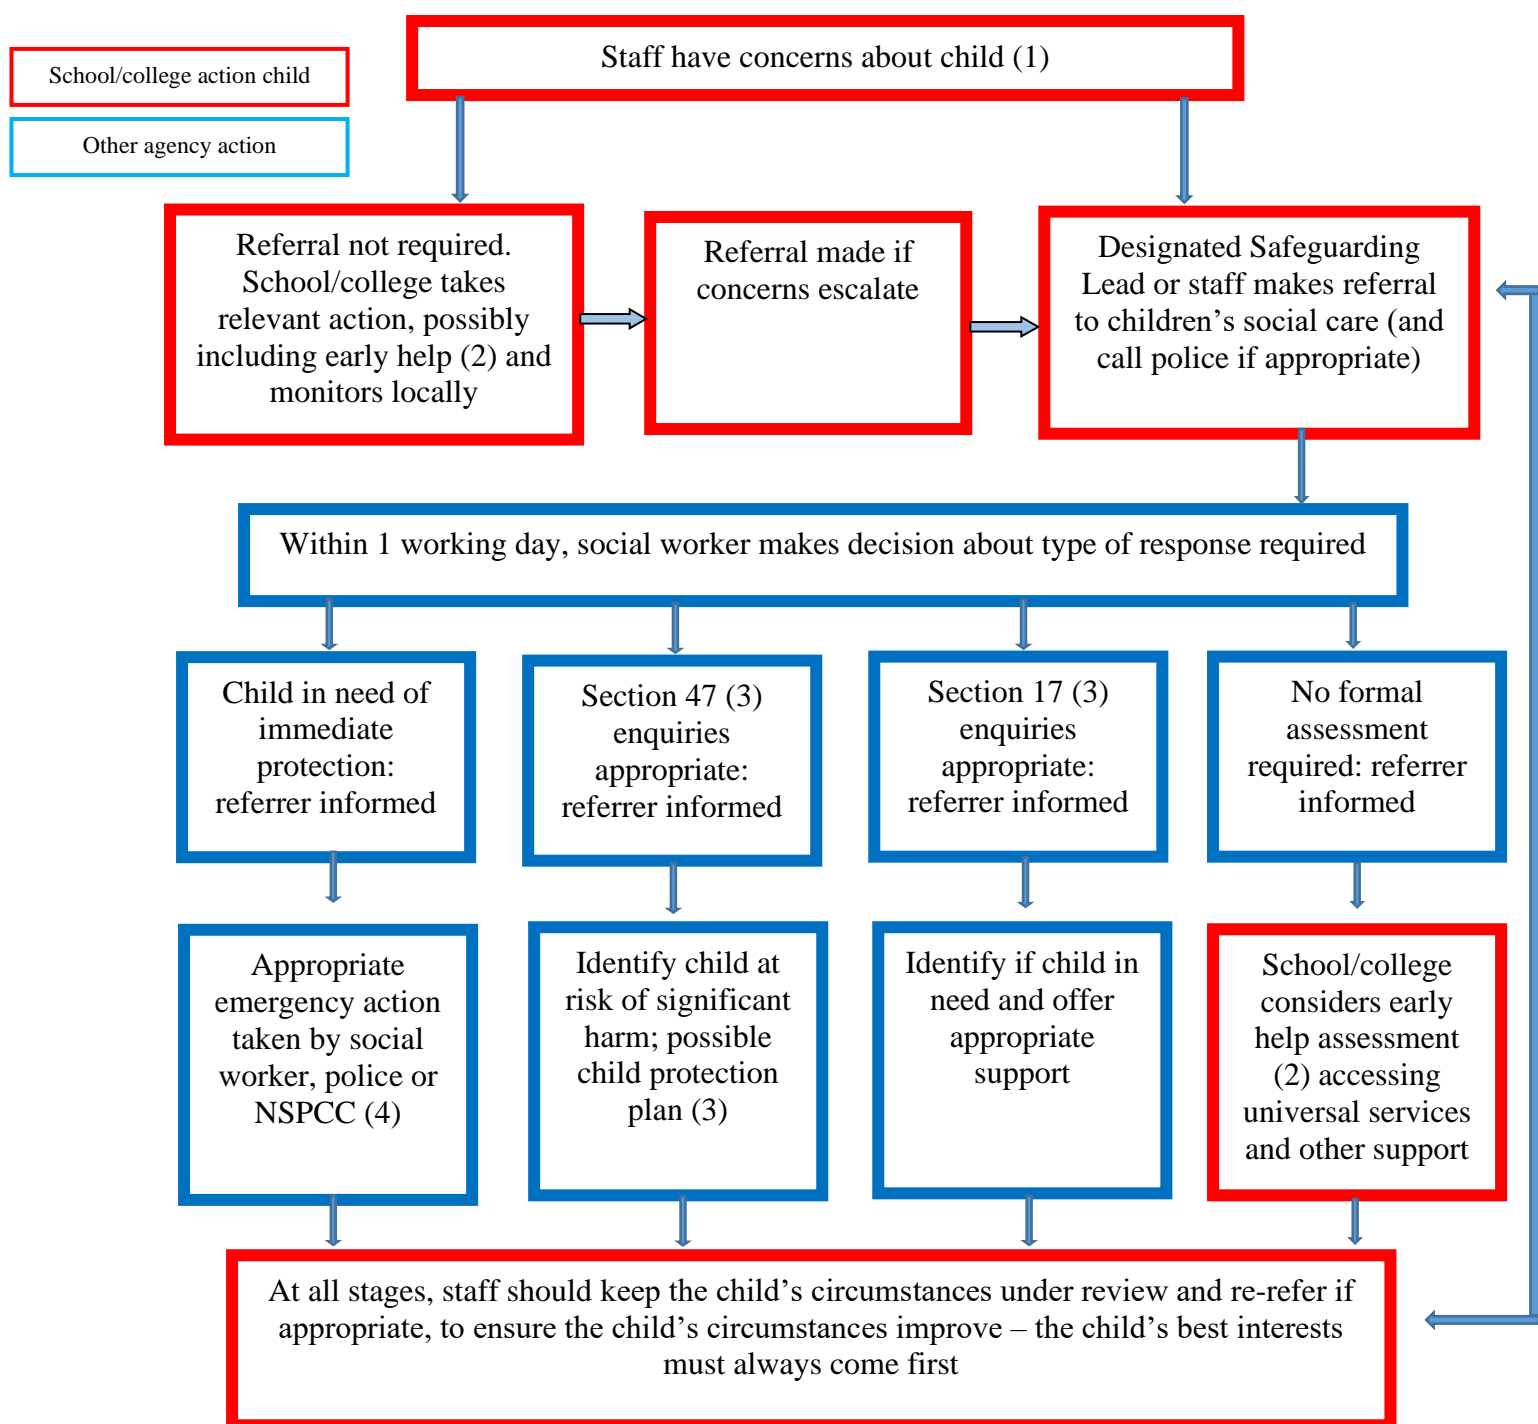 Staff have concerns about child (1)
School/college action child
Other agency action
Referral not required.
School/college takes
relevant action, possibly
including early help (2) and
monitors locally
Referral made if
concerns escalate
Designated Safeguarding
Lead or staff makes referral
to children’s social care (and
call police if appropriate)
Within 1 working day, social worker makes decision about type of response required
Child in need of
immediate
protection:
referrer informed
Section 47 (3)
enquiries
appropriate:
referrer informed
Section 17 (3)
enquiries
appropriate:
referrer informed
No formal
assessment
required: referrer
informed
Appropriate
emergency action
taken by social
worker, police or
NSPCC (4)
Identify child at
risk of significant
harm; possible
child protection
plan (3)
Identify if child in
need and offer
appropriate
support
School/college
considers early
help assessment
(2) accessing
universal services
and other support
At all stages, staff should keep the child’s circumstances under review and re-refer if
appropriate, to ensure the child’s circumstances improve – the child’s best interests
must always come first